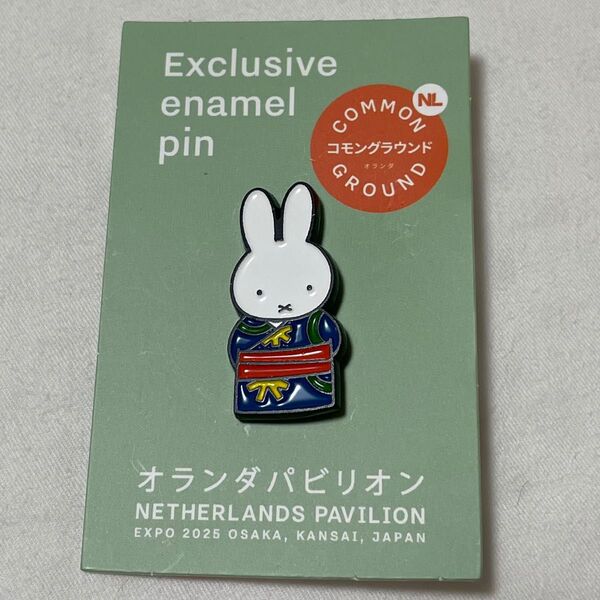 Exclusive
enamel
pin
NL
COMMON
コモングラウンド
オランダ
GROUND
オランダパビリオン
NETHERLANDS PAVILION
EXPO 2025 OSAKA, KANSAI, JAPAN